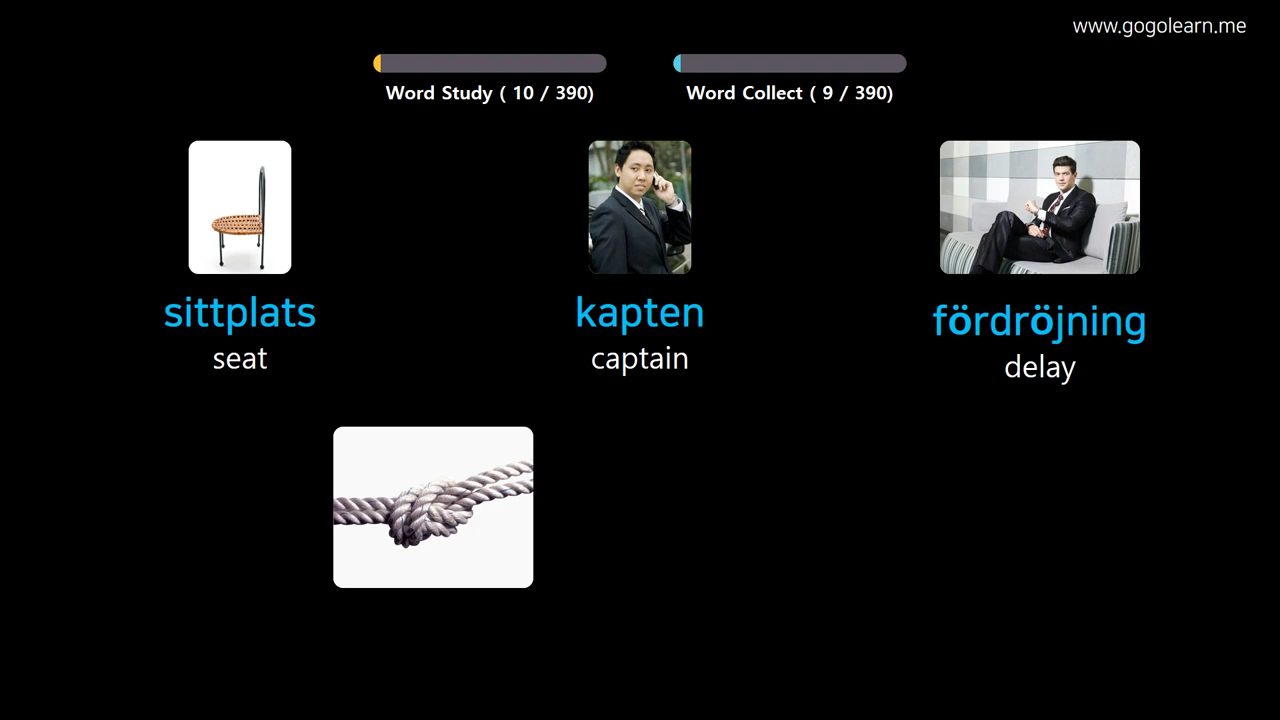 www.gogolearn.me
Word Study ( 10 / 390)
Word Collect ( 9 / 390)
sittplats
seat
kapten
captain
fördröjning
delay